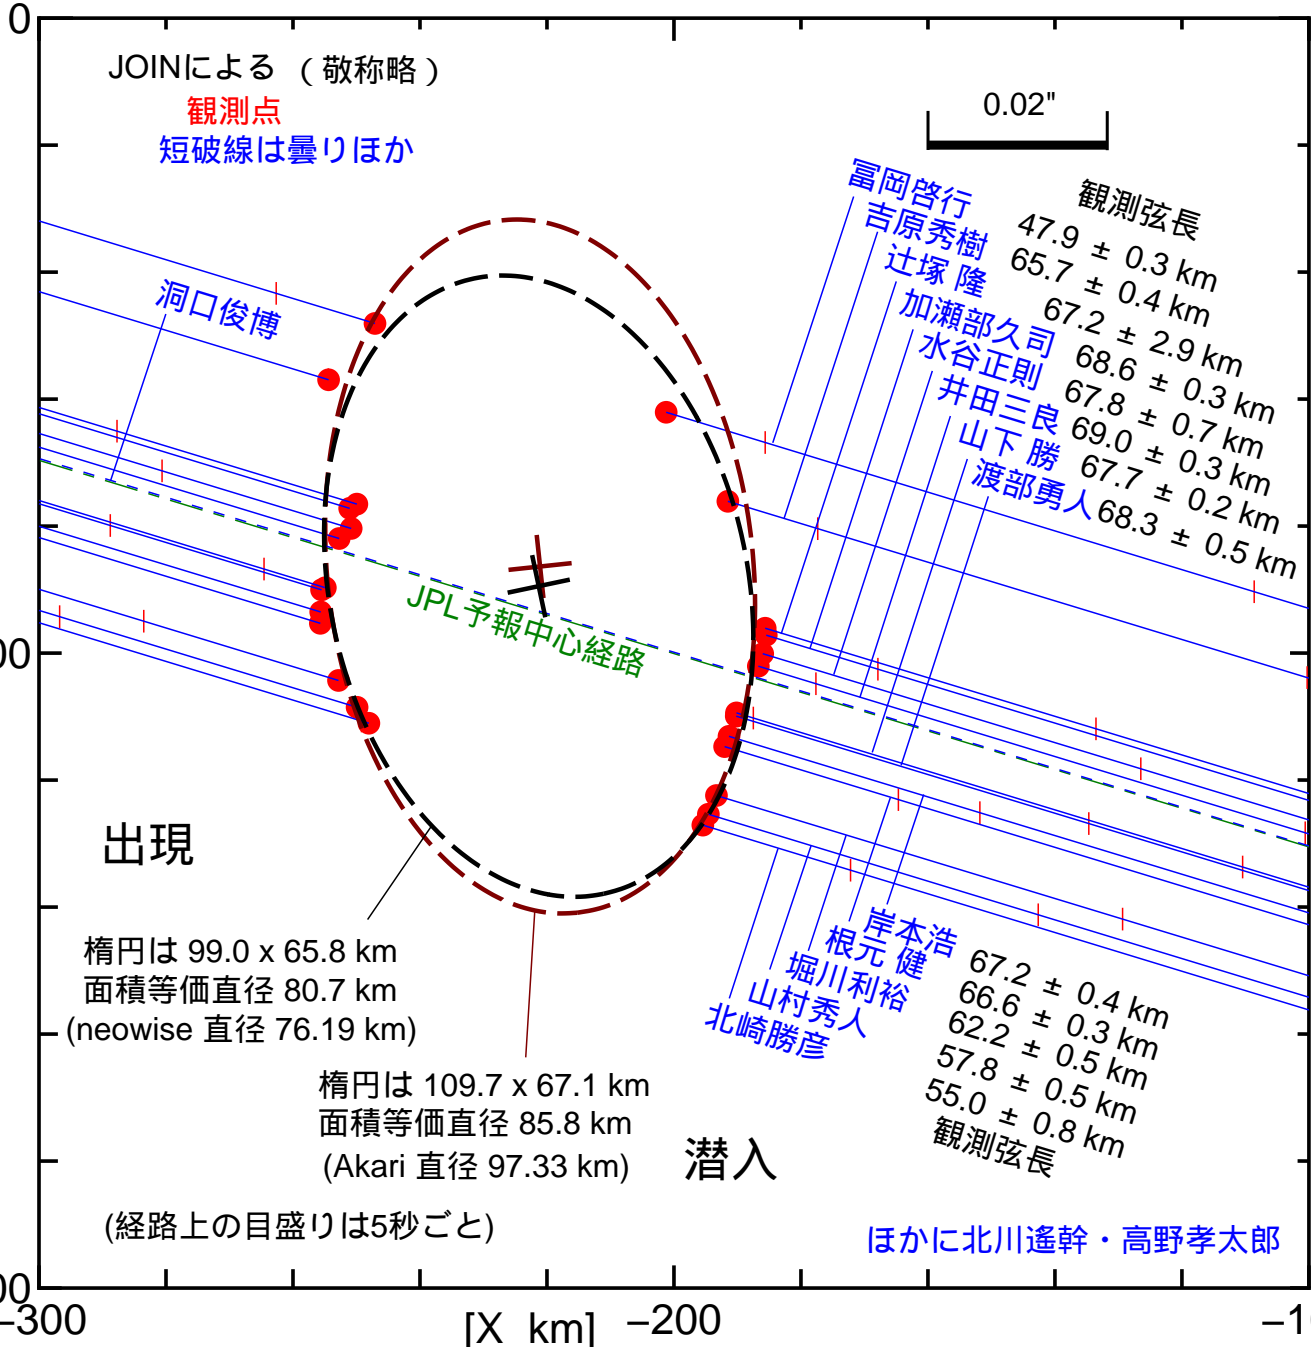 0
JOINによる （敬称略）
観測点
短破線は曇りほか
0.02"
観測弦長
冨岡啓行
47.9 ± 0.3 km
吉原秀樹
65.7 ± 0.4 km
辻塚 隆
67.2 ± 2.9 km
加瀬部久司
68.6 ± 0.3 km
水谷正則
67.8 ± 0.7 km
井田三良
69.0 ± 0.3 km
山下 勝
67.7 ± 0.2 km
渡部勇人
68.3 ± 0.5 km
洞口俊博
JPL予報中心経路
00
出現
楕円は 99.0 x 65.8 km
面積等価直径 80.7 km
(neowise 直径 76.19 km)
楕円は 109.7 x 67.1 km
面積等価直径 85.8 km
(Akari 直径 97.33 km)
潜入
岸本浩
67.2 ± 0.4 km
根元 健
66.6 ± 0.3 km
堀川利裕
62.2 ± 0.5 km
山村秀人
57.8 ± 0.5 km
北崎勝彦
55.0 ± 0.8 km
観測弦長
(経路上の目盛りは5秒ごと)
ほかに北川遙幹・高野孝太郎
00
−300
[X km]
−200
−10